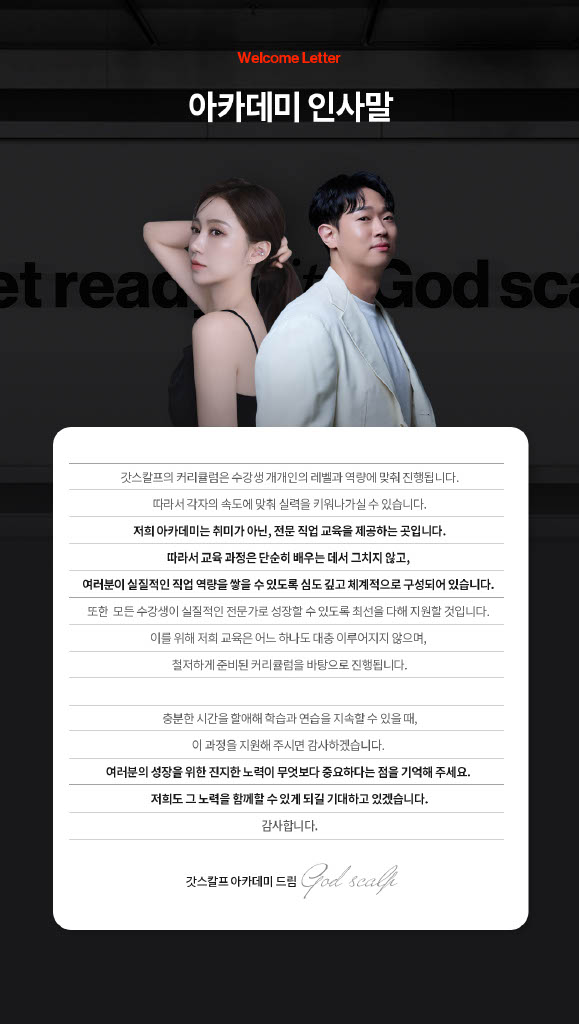 Welcome Letter
아카데미 인사말
et ready with God sca
갓스칼프의 커리큘럼은 수강생 개개인의 레벨과 역량에 맞춰 진행됩니다.
따라서 각자의 속도에 맞춰 실력을 키워나가실 수 있습니다.
저희 아카데미는 취미가 아닌, 전문 직업 교육을 제공하는 곳입니다.
따라서 교육 과정은 단순히 배우는 데서 그치지 않고,
여러분이 실질적인 직업 역량을 쌓을 수 있도록 심도 깊고 체계적으로 구성되어 있습니다.
또한 모든 수강생이 실질적인 전문가로 성장할 수 있도록 최선을 다해 지원할 것입니다.
이를 위해 저희 교육은 어느 하나도 대충 이루어지지 않으며,
철저하게 준비된 커리큘럼을 바탕으로 진행됩니다.
충분한 시간을 할애해 학습과 연습을 지속할 수 있을 때,
이 과정을 지원해 주시면 감사하겠습니다.
여러분의 성장을 위한 진지한 노력이 무엇보다 중요하다는 점을 기억해 주세요.
저희도 그 노력을 함께할 수 있게 되길 기대하고 있겠습니다.
감사합니다.
갓스칼프 아카데미 드림 God scalp